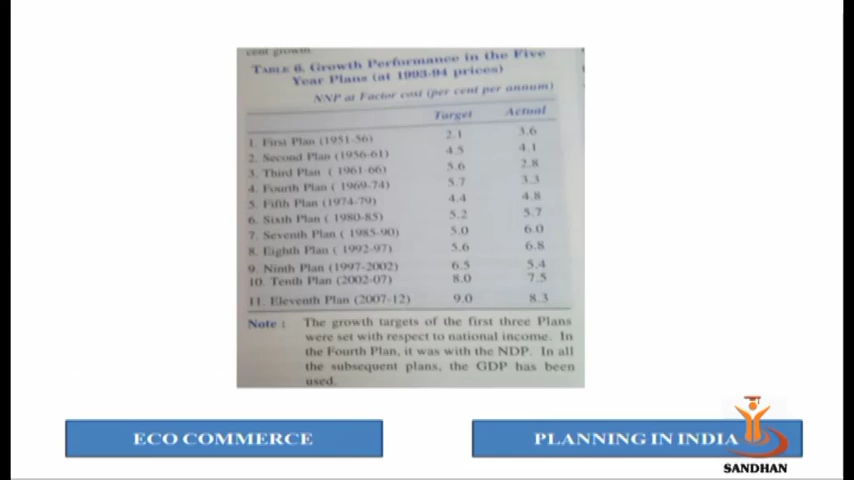 cent growth.
TABLE 6. Growth Performance in the Five
Year Plans (at 1993-94 prices)
NNP at Factor cost (per cent per annum)
Target Actual
1. First Plan (1951-56) 2.1 3.6
2. Second Plan (1956-61) 4.5 4.1
3. Third Plan ( 1961-66) 5.6 2.8
4. Fourth Plan ( 1969-74) 5.7 3.3
5. Fifth Plan (1974-79) 4.4 4.8
6. Sixth Plan ( 1980-85) 5.2 5.7
7. Seventh Plan ( 1985-90) 5.0 6.0
8. Eighth Plan ( 1992-97) 5.6 6.8
9. Ninth Plan (1997-2002) 6.5 5.4
10. Tenth Plan (2002-07) 8.0 7.5
11. Eleventh Plan (2007-12) 9.0 8.3
Note : The growth targets of the first three Plans
were set with respect to national income. In
the Fourth Plan, it was with the NDP. In all
the subsequent plans, the GDP has been
used.
ECO COMMERCE
PLANNING IN INDIA
SANDHAN